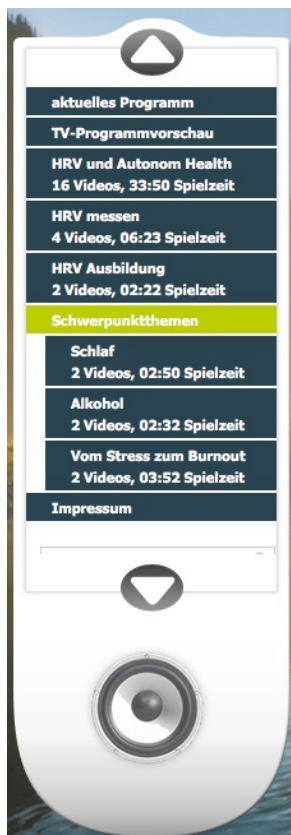 aktuelles Programm
TV-Programmvorschau
HRV und Autonom Health
16 Videos, 33:50 Spielzeit
HRV messen
4 Videos, 06:23 Spielzeit
HRV Ausbildung
2 Videos, 02:22 Spielzeit
Schwerpunktthemen
Schlaf
2 Videos, 02:50 Spielzeit
Alkohol
2 Videos, 02:32 Spielzeit
Vom Stress zum Burnout
2 Videos, 03:52 Spielzeit
Impressum